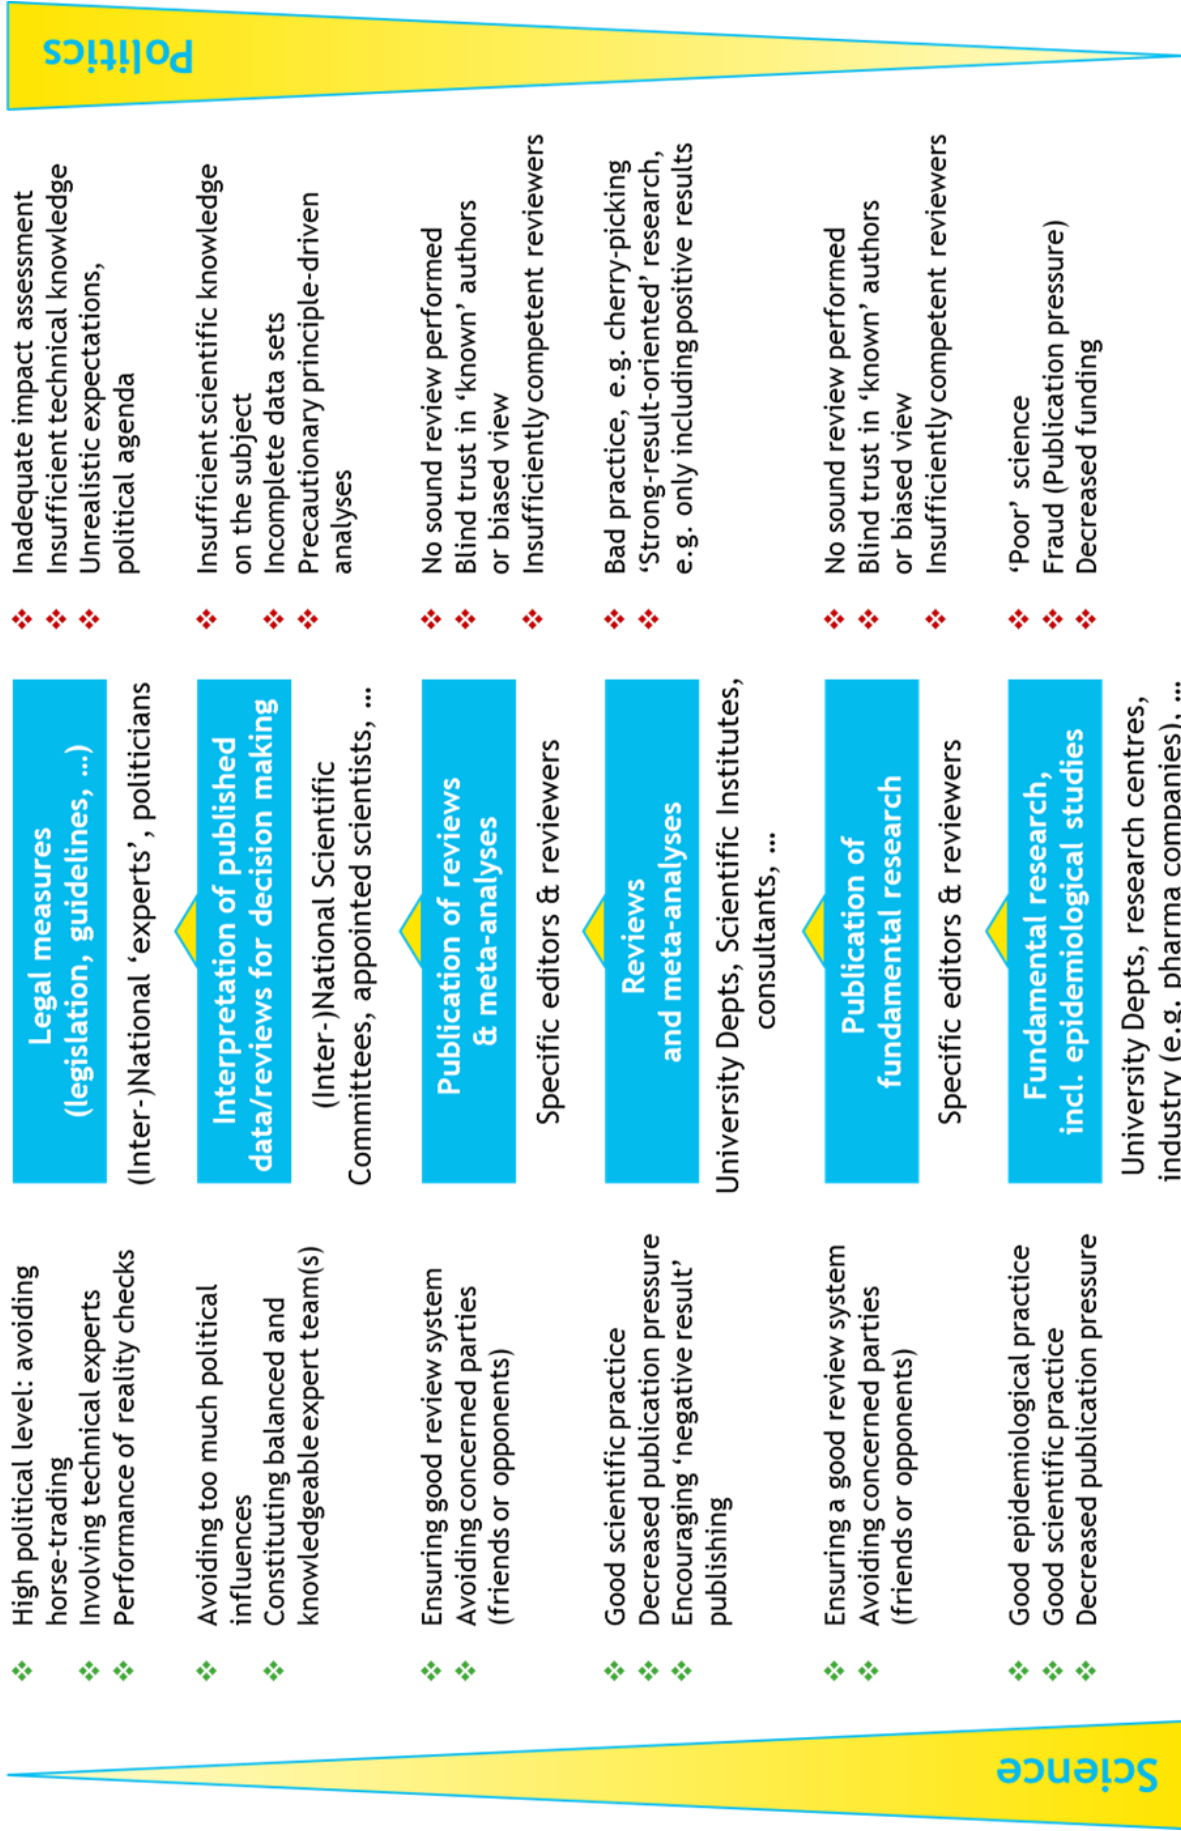 Science
High political level: avoiding
horse-trading
Involving technical experts
Performance of reality checks
Legal measures
(legislation, guidelines, ...)
(Inter-)National ‘experts’, politicians
Inadequate impact assessment
Insufficient technical knowledge
Unrealistic expectations,
political agenda
Avoiding too much political
influences
Constituting balanced and
knowledgeable expert team(s)
Interpretation of published
data/reviews for decision making
(Inter-)National Scientific
Committees, appointed scientists, ...
Insufficient scientific knowledge
on the subject
Incomplete data sets
Precautionary principle-driven
analyses
Ensuring good review system
Avoiding concerned parties
(friends or opponents)
Publication of reviews
& meta-analyses
Specific editors & reviewers
No sound review performed
Blind trust in ‘known’ authors
or biased view
Insufficiently competent reviewers
Good scientific practice
Decreased publication pressure
Encouraging ‘negative result’
publishing
Reviews
and meta-analyses
University Depts, Scientific Institutes,
consultants, ...
Bad practice, e.g. cherry-picking
‘Strong-result-oriented’ research,
e.g. only including positive results
Ensuring a good review system
Avoiding concerned parties
(friends or opponents)
Publication of
fundamental research
Specific editors & reviewers
No sound review performed
Blind trust in ‘known’ authors
or biased view
Insufficiently competent reviewers
Good epidemiological practice
Good scientific practice
Decreased publication pressure
Fundamental research,
incl. epidemiological studies
University Depts, research centres,
industry (e.g. pharma companies), ...
‘Poor’ science
Fraud (Publication pressure)
Decreased funding
Politics